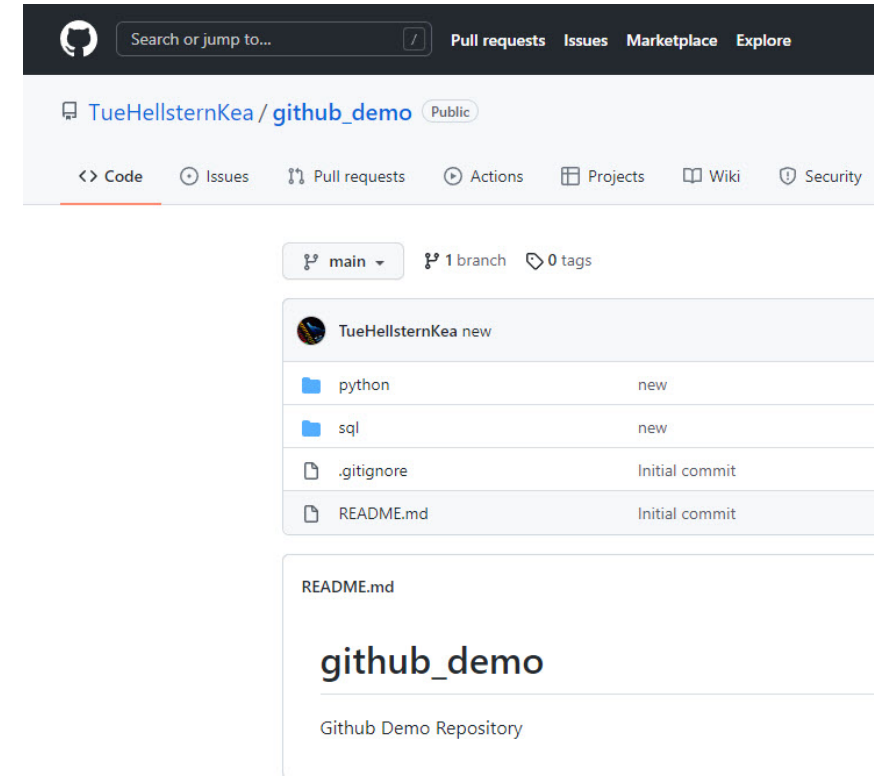 Search or jump to... / Pull requests Issues Marketplace Explore
TueHellsternKea / github_demo Public
<> Code Issues Pull requests Actions Projects Wiki Security
main 1 branch 0 tags
TueHellsternKea new
python new
sql new
.gitignore Initial commit
README.md Initial commit
README.md
github_demo
Github Demo Repository